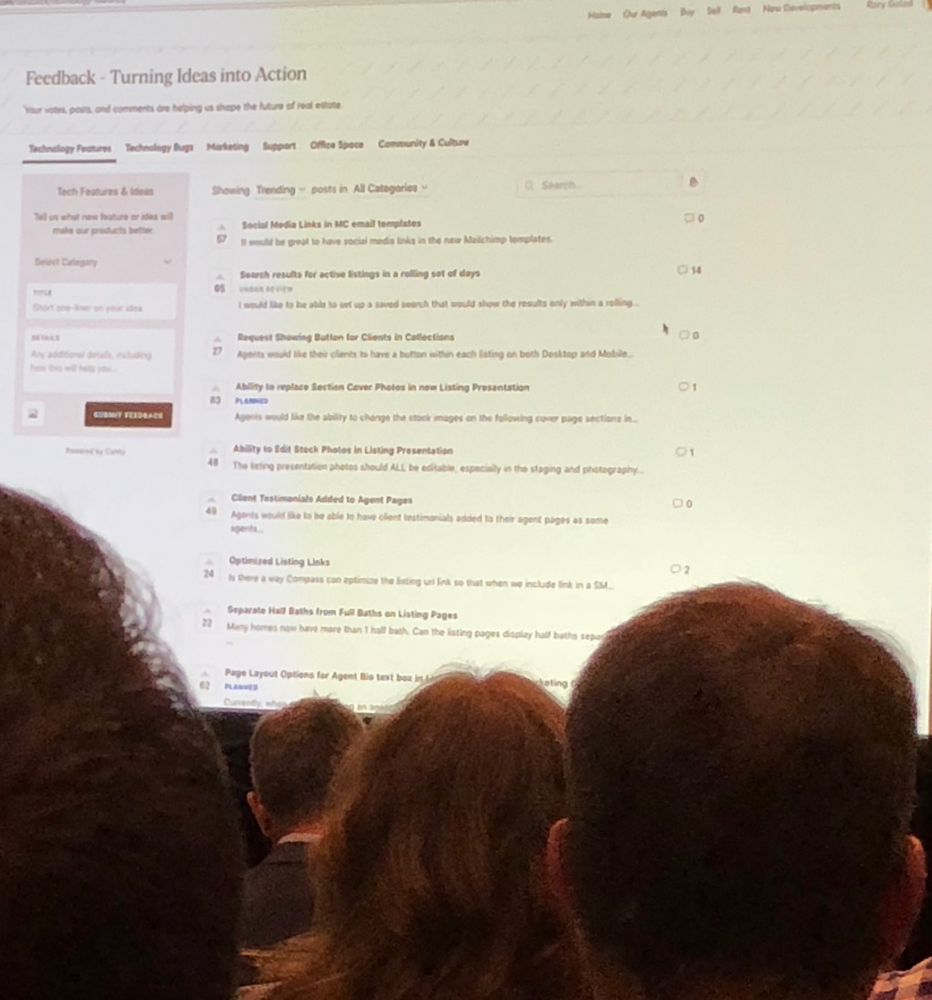 Home Our Agents Buy Sell Rent New Developments Rory Golod
Feedback - Turning Ideas into Action
Your votes, posts, and comments are helping us shape the future of real estate.
Technology Features Technology Bugs Marketing Support Office Space Community & Culture
Tech Features & Ideas
Tell us what new feature or idea will
make our products better.
Select Category
TITLE
Short one-liner on your idea
DETAILS
Any additional details, including
how this will help you...
SUBMIT FEEDBACK
Powered by Canny
Showing Trending posts in All Categories
Search...
57
Social Media Links in MC email templates
It would be great to have social media links in the new Mailchimp templates.
0
65
Search results for active listings in a rolling set of days
UNDER REVIEW
I would like to be able to set up a saved search that would show the results only within a rolling...
14
27
Request Showing Button for Clients in Collections
Agents would like their clients to have a button within each listing on both Desktop and Mobile...
0
83
Ability to replace Section Cover Photos in new Listing Presentation
PLANNED
Agents would like the ability to change the stock images on the following cover page sections in...
1
48
Ability to Edit Stock Photos in Listing Presentation
The listing presentation photos should ALL be editable, especially in the staging and photography...
1
49
Client Testimonials Added to Agent Pages
Agents would like to be able to have client testimonials added to their agent pages as some
agents...
0
24
Optimized Listing Links
Is there a way Compass can optimize the listing url link so that when we include link in a SM...
2
22
Separate Half Baths from Full Baths on Listing Pages
Many homes now have more than 1 half bath. Can the listing pages display half baths
...
62
Page Layout Options for Agent Bio text box in
PLANNED
Currently, an